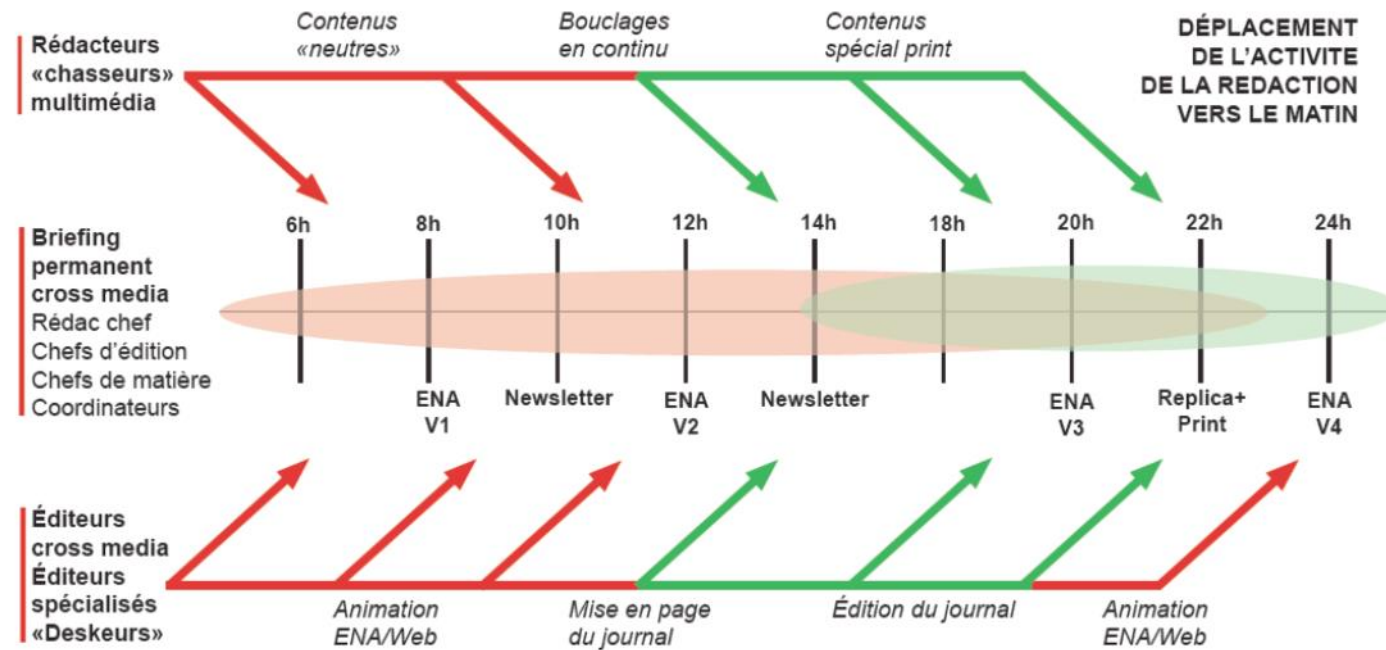 Rédacteurs
«chasseurs»
multimédia
Contenus
«neutres»
Bouclages
en continu
Contenus
spécial print
DÉPLACEMENT
DE L'ACTIVITE
DE LA REDACTION
VERS LE MATIN
Briefing
permanent
cross media
Rédac chef
Chefs d'édition
Chefs de matière
Coordinateurs
6h 8h 10h 12h 14h 18h 20h 22h 24h
ENA
V1
Newsletter
ENA
V2
Newsletter
ENA
V3
Replica+
Print
ENA
V4
Éditeurs
cross media
Éditeurs
spécialisés
«Deskeurs»
Animation
ENA/Web
Mise en page
du journal
Édition du journal
Animation
ENA/Web